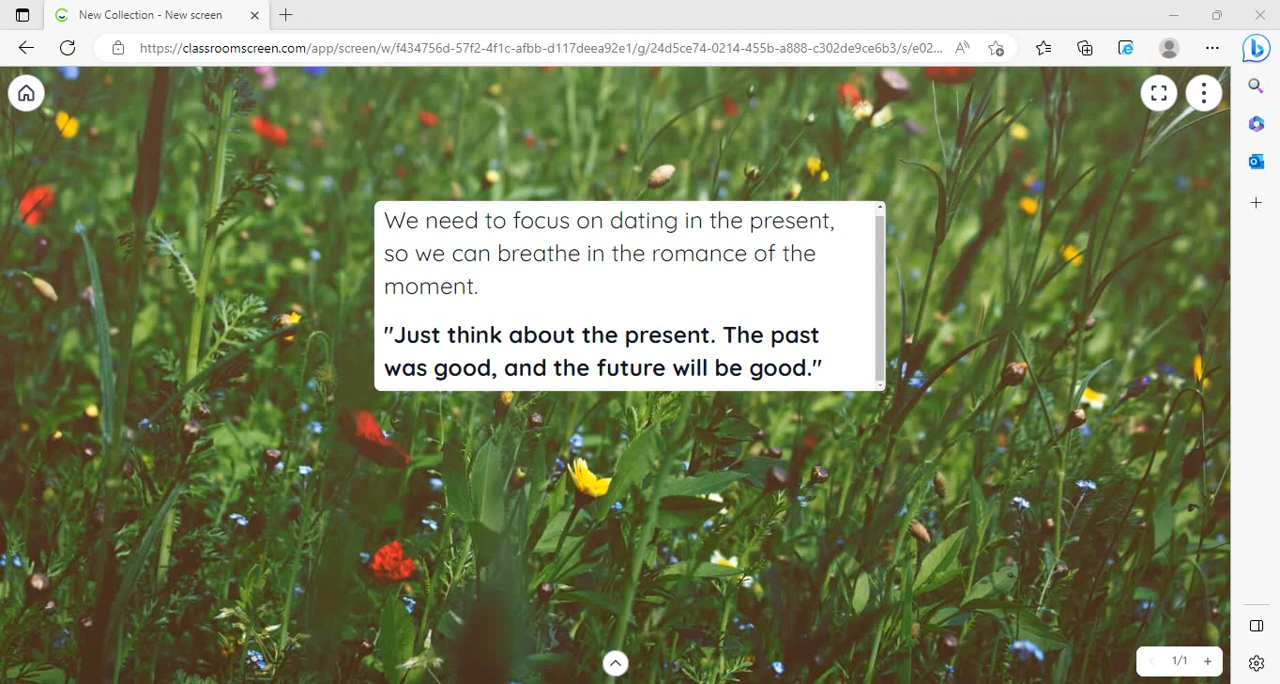 New Collection - New screen
https://classroomscreen.com/app/screen/w/f434756d-57f2-4f1c-afbb-d117deea92e1/g/24d5ce74-0214-455b-a888-c302de9ce6b3/s/e02...
We need to focus on dating in the present,
so we can breathe in the romance of the
moment.
"Just think about the present. The past
was good, and the future will be good."
1/1